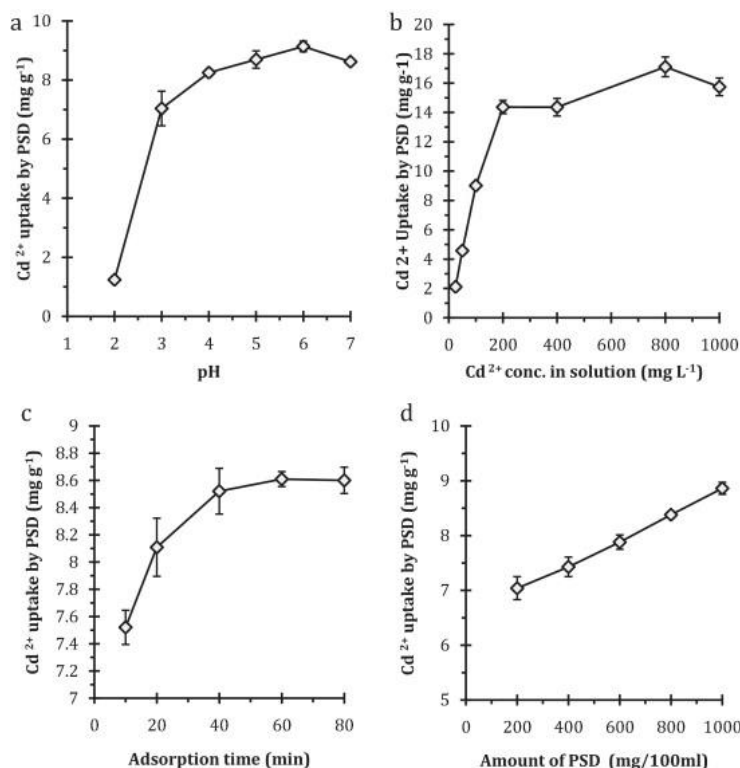 a
Cd ²⁺ uptake by PSD (mg g⁻¹)
10
8
6
4
2
0
1 2 3 4 5 6 7
pH
b
Cd 2+ Uptake by PSD (mg g-1)
20
18
16
14
12
10
8
6
4
2
0
0 200 400 600 800 1000
Cd ²⁺ conc. in solution (mg L⁻¹)
c
Cd ²⁺ uptake by PSD (mg g⁻¹)
9
8.8
8.6
8.4
8.2
8
7.8
7.6
7.4
7.2
7
0 20 40 60 80
Adsorption time (min)
d
Cd ²⁺ uptake by PSD (mg g⁻¹)
10
9
8
7
6
5
0 200 400 600 800 1000
Amount of PSD (mg/100ml)